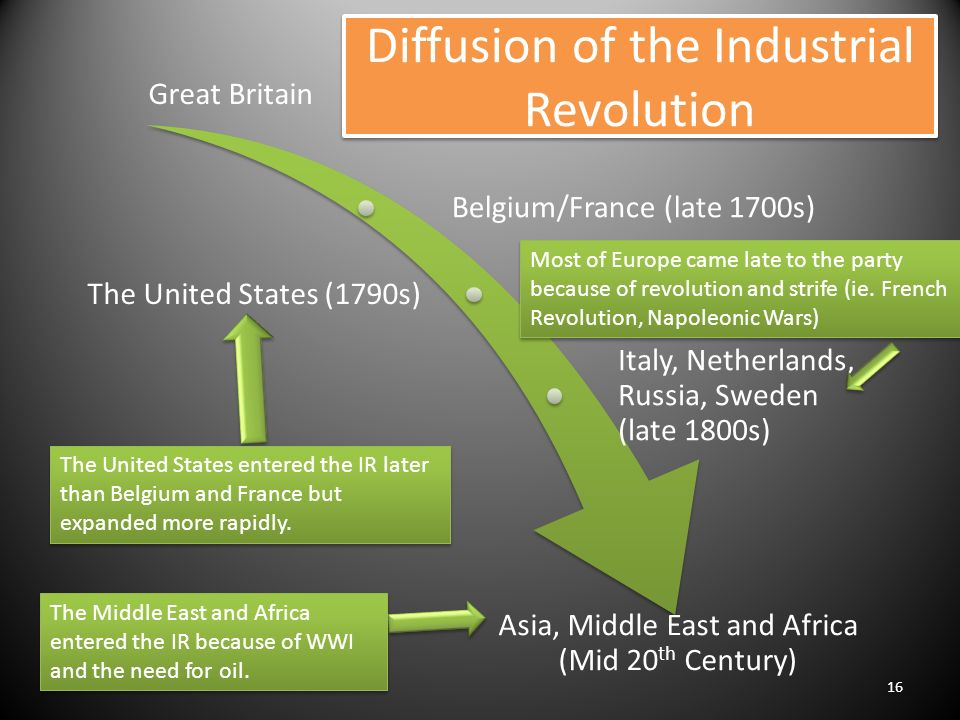 Diffusion of the Industrial
Revolution
Great Britain
Belgium/France (late 1700s)
Most of Europe came late to the party
because of revolution and strife (ie. French
Revolution, Napoleonic Wars)
The United States (1790s)
Italy, Netherlands,
Russia, Sweden
(late 1800s)
The United States entered the IR later
than Belgium and France but
expanded more rapidly.
The Middle East and Africa
entered the IR because of WWI
and the need for oil.
Asia, Middle East and Africa
(Mid 20th Century)
16